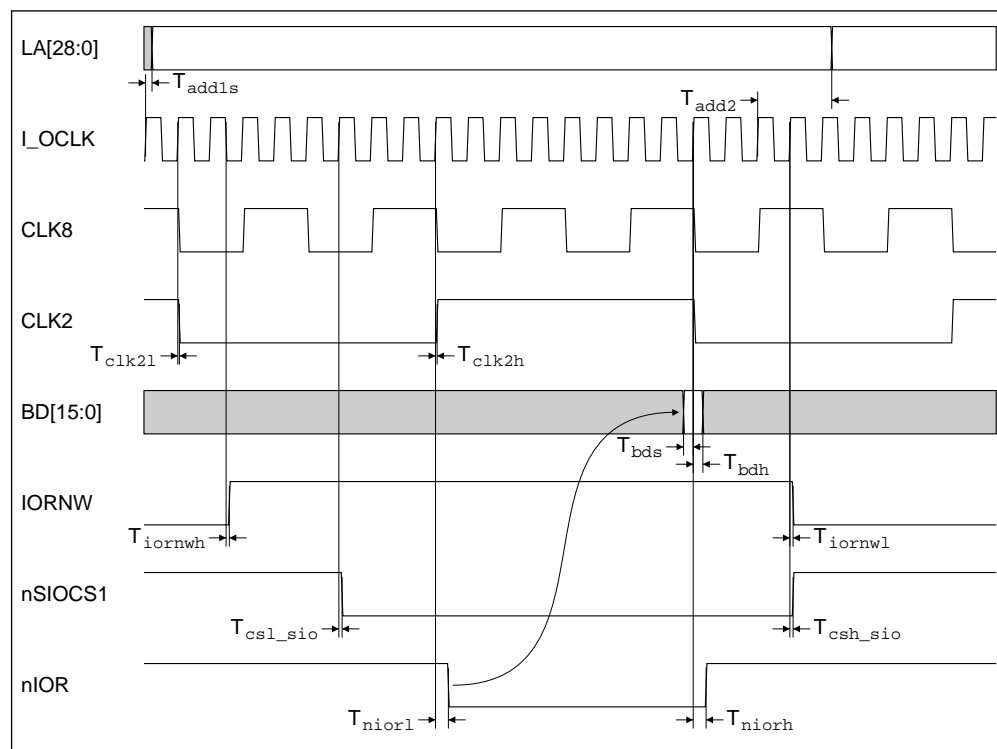 LA[28:0]
Tadd1s
Tadd2
I_OCLK
CLK8
CLK2
Tclk2l
Tclk2h
BD[15:0]
Tbds
Tbdh
IORNW
Tiornwh
Tiornwl
nSIOCS1
Tcsl_sio
Tcsh_sio
nIOR
Tniorl
Tniorh